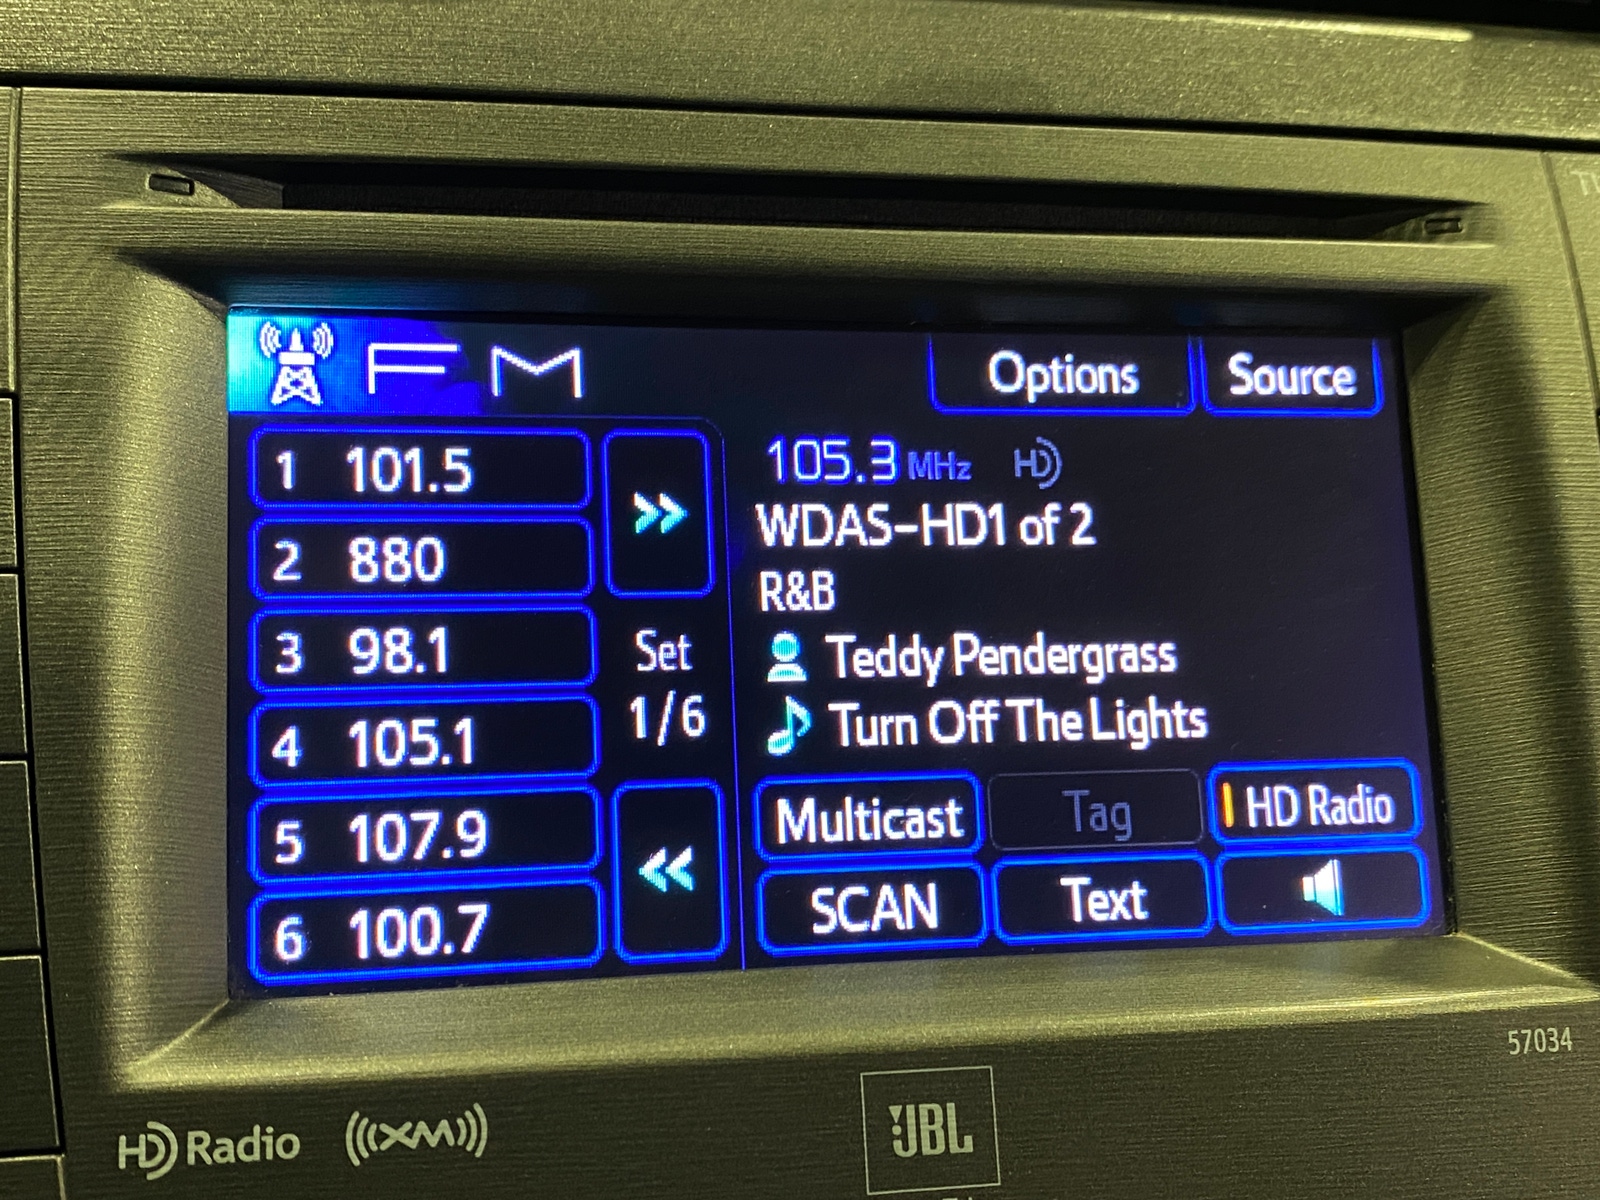 FM
Options
Source
1 101.5
2 880
3 98.1
4 105.1
5 107.9
6 100.7
Set
1/6
105.3 MHz HD
WDAS-HD1 of 2
R&B
Teddy Pendergrass
Turn Off The Lights
Multicast
Tag
HD Radio
SCAN
Text
57034
HD Radio
((XM))
JBL